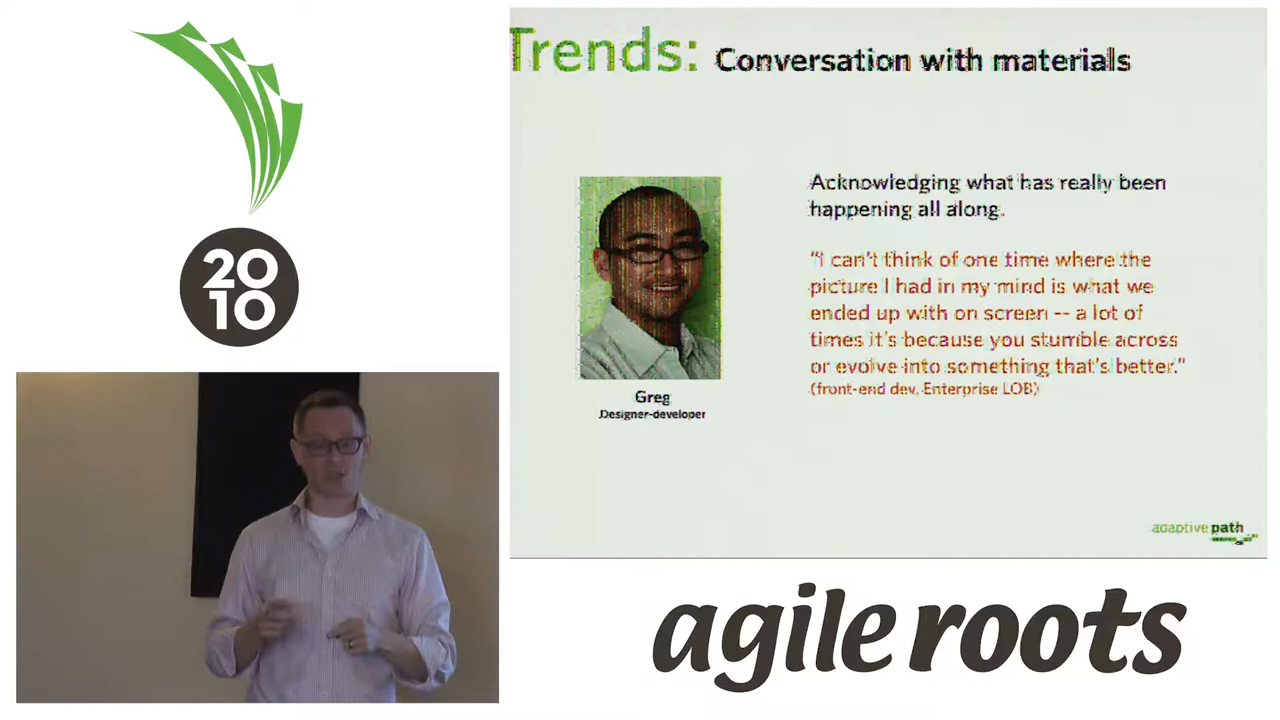 20
10
Trends: Conversation with materials
Acknowledging what has really been
happening all along.
"I can't think of one time where the
picture I had in my mind is what we
ended up with on screen -- a lot of
times it's because you stumble across
or evolve into something that's better."
(front-end dev, Enterprise LOB)
Greg
Designer-developer
adaptive path
agile roots